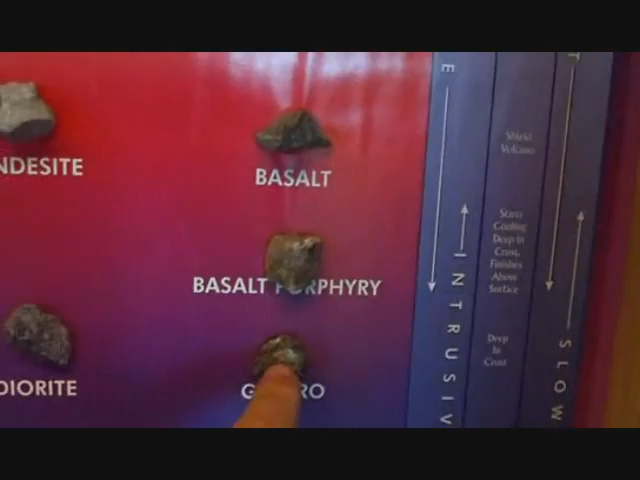 E
T
NDESITE
BASALT
Shield
Volcano
Starts
Cooling
Deep in
Crust,
Finishes
Above
Surface
BASALT PORPHYRY
INTRUSIV
Deep
In
Crust
SLOW
DIORITE